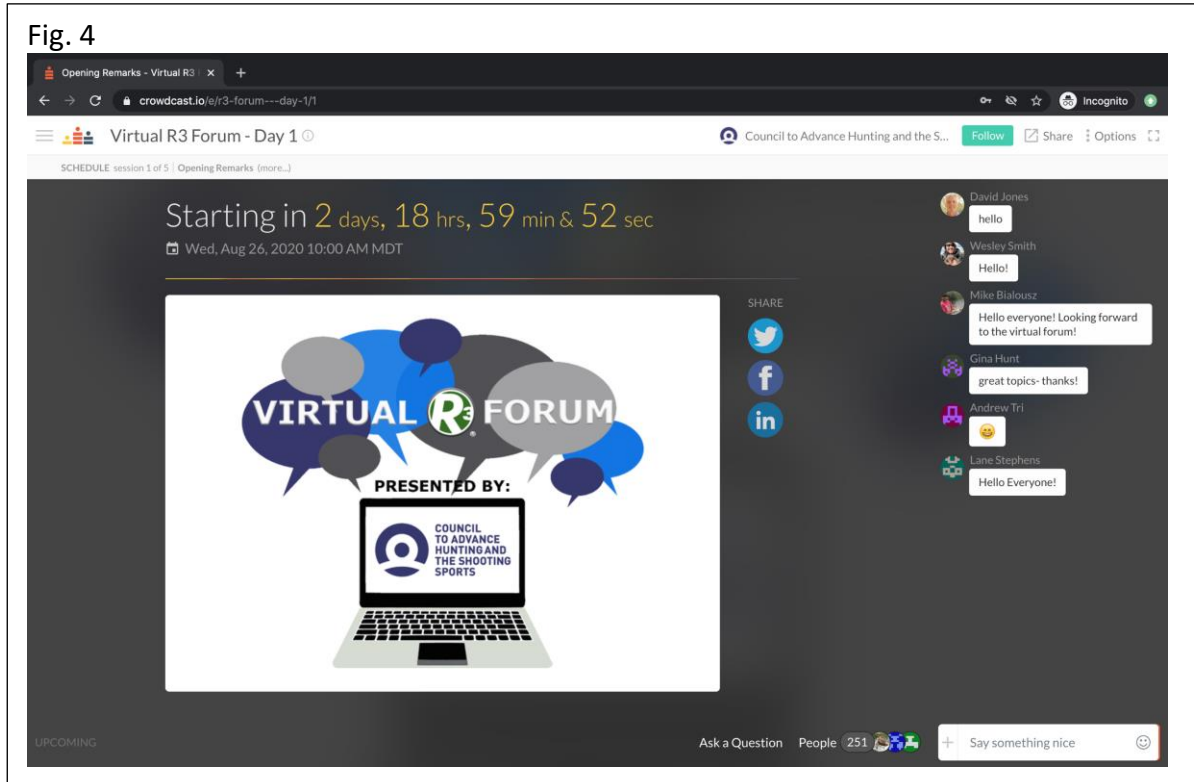 Fig. 4
Opening Remarks - Virtual R3
crowdcast.io/e/r3-forum---day-1/1
Incognito
Virtual R3 Forum - Day 1
Council to Advance Hunting and the S...
Follow
Share
Options
SCHEDULE session 1 of 5 | Opening Remarks (more...)
Starting in 2 days, 18 hrs, 59 min & 52 sec
Wed, Aug 26, 2020 10:00 AM MDT
SHARE
f
in
VIRTUAL R3 FORUM
PRESENTED BY:
COUNCIL
TO ADVANCE
HUNTING AND
THE SHOOTING
SPORTS
David Jones
hello
Wesley Smith
Hello!
Mike Bialousz
Hello everyone! Looking forward
to the virtual forum!
Gina Hunt
great topics- thanks!
Andrew Tri
😀
Lane Stephens
Hello Everyone!
UPCOMING
Ask a Question
People 251
Say something nice